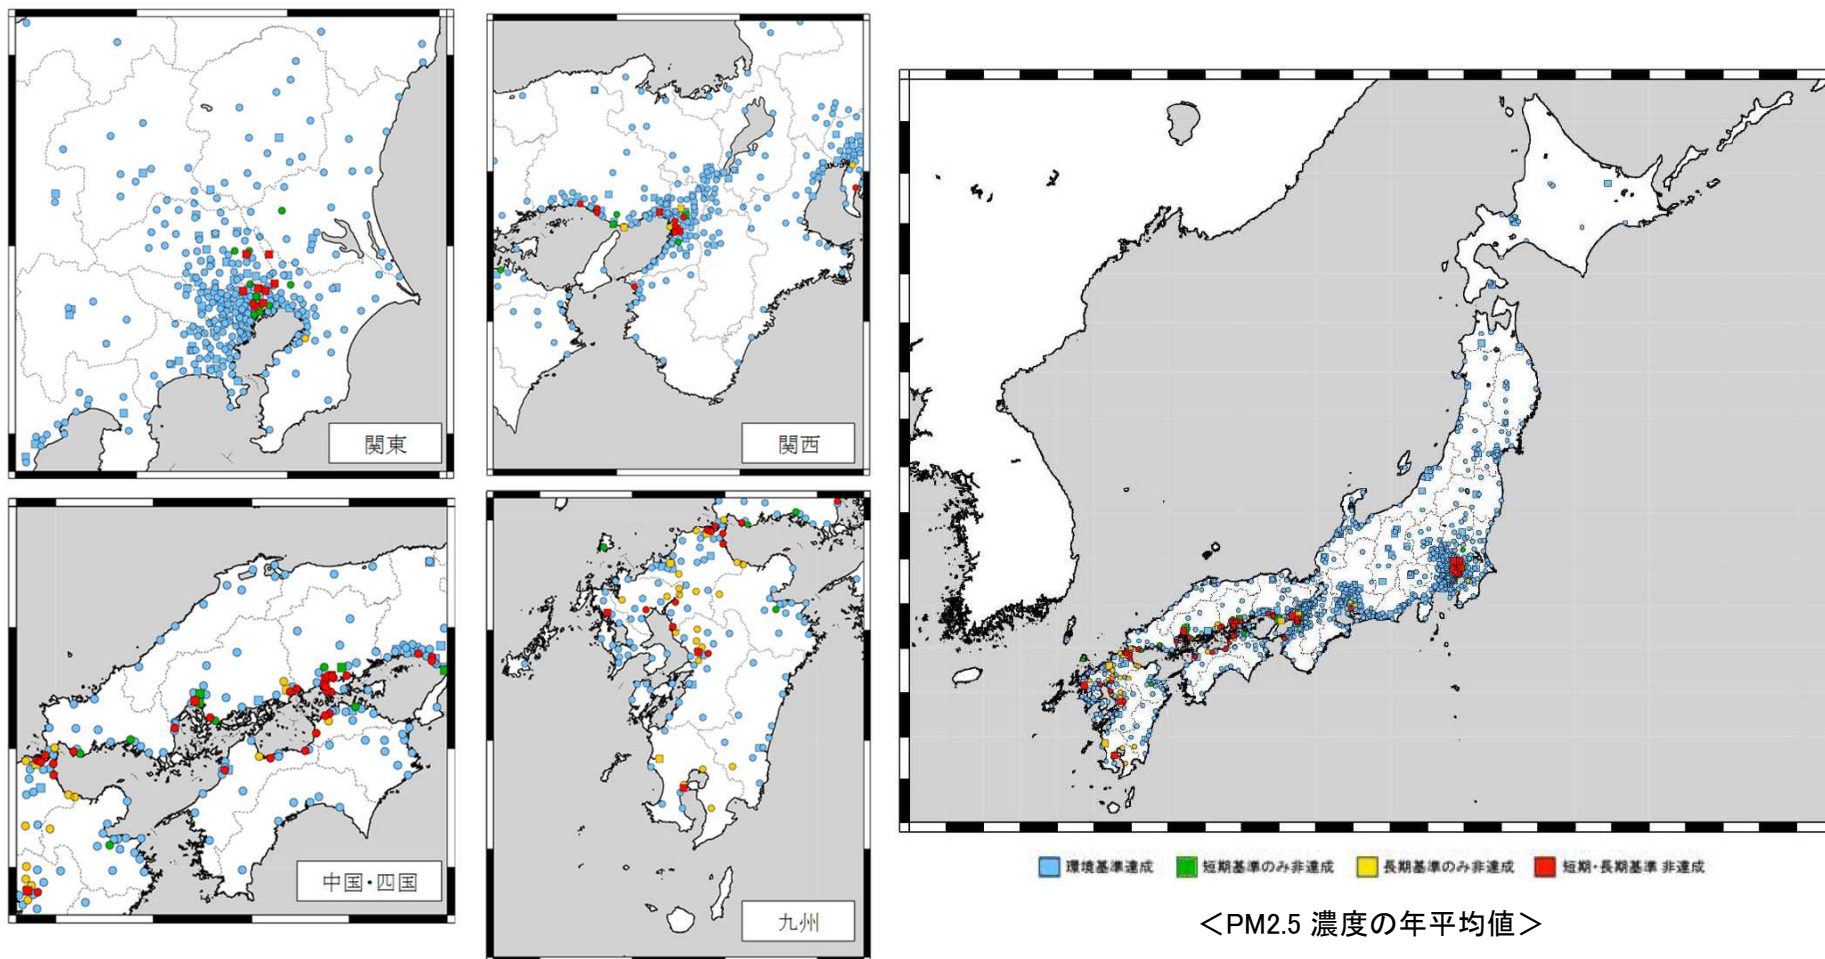 関東
関西
中国・四国
九州
環境基準達成 短期基準のみ非達成 長期基準のみ非達成 短期・長期基準 非達成
＜PM2.5 濃度の年平均値＞